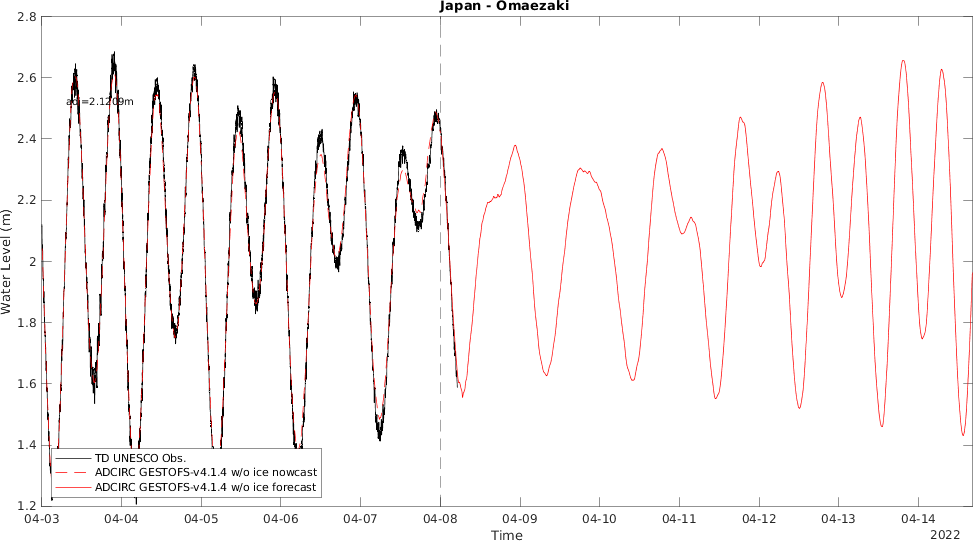 Japan - Omaezaki
Water Level (m)
2.8
2.6
2.4
2.2
2
1.8
1.6
1.4
1.2
adj=2.1209m
TD UNESCO Obs.
ADCIRC GESTOFS-v4.1.4 w/o ice nowcast
ADCIRC GESTOFS-v4.1.4 w/o ice forecast
04-03 04-04 04-05 04-06 04-07 04-08 04-09 04-10 04-11 04-12 04-13 04-14
Time
2022